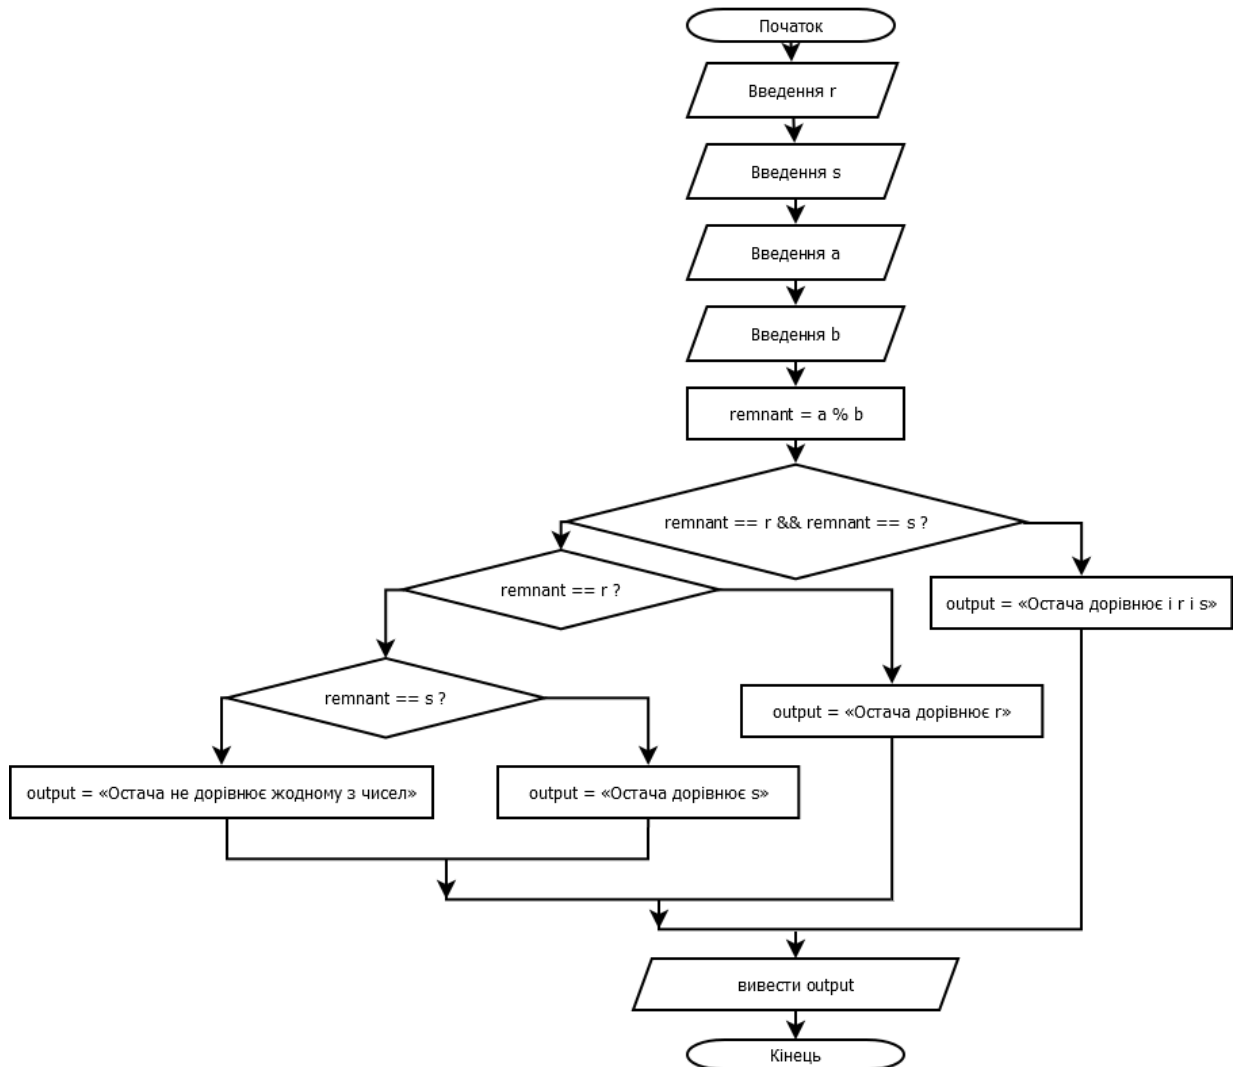 Початок
Введення r
Введення s
Введення a
Введення b
remnant = a % b
remnant == r && remnant == s ?
remnant == r ?
output = «Остача дорівнює і r і s»
remnant == s ?
output = «Остача дорівнює r»
output = «Остача не дорівнює жодному з чисел»
output = «Остача дорівнює s»
вивести output
Кінець